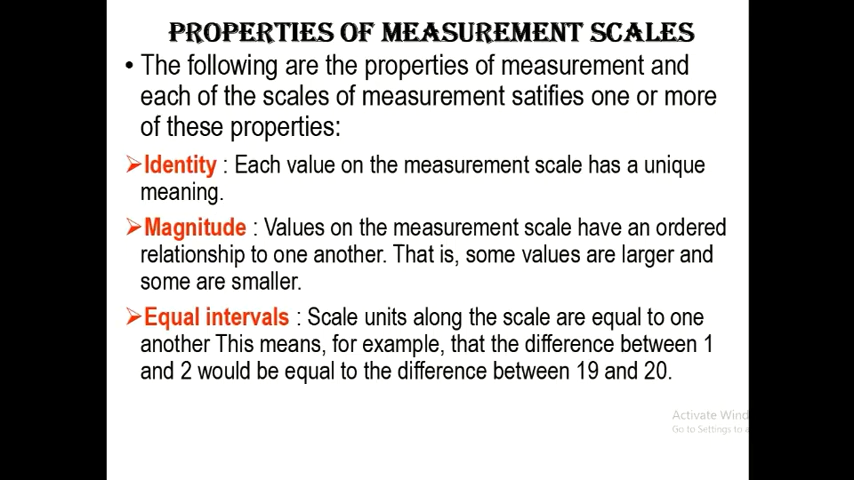 PROPERTIES OF MEASUREMENT SCALES
• The following are the properties of measurement and
each of the scales of measurement satifies one or more
of these properties:
➢Identity : Each value on the measurement scale has a unique
meaning.
➢Magnitude : Values on the measurement scale have an ordered
relationship to one another. That is, some values are larger and
some are smaller.
➢Equal intervals : Scale units along the scale are equal to one
another This means, for example, that the difference between 1
and 2 would be equal to the difference between 19 and 20.
Activate Wind
Go to Settings to a